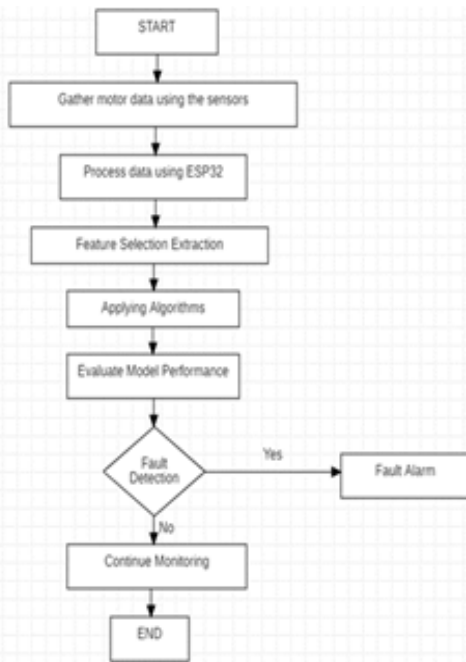 START
Gather motor data using the sensors
Process data using ESP32
Feature Selection Extraction
Applying Algorithms
Evaluate Model Performance
Fault
Detection
Yes
Fault Alarm
No
Continue Monitoring
END